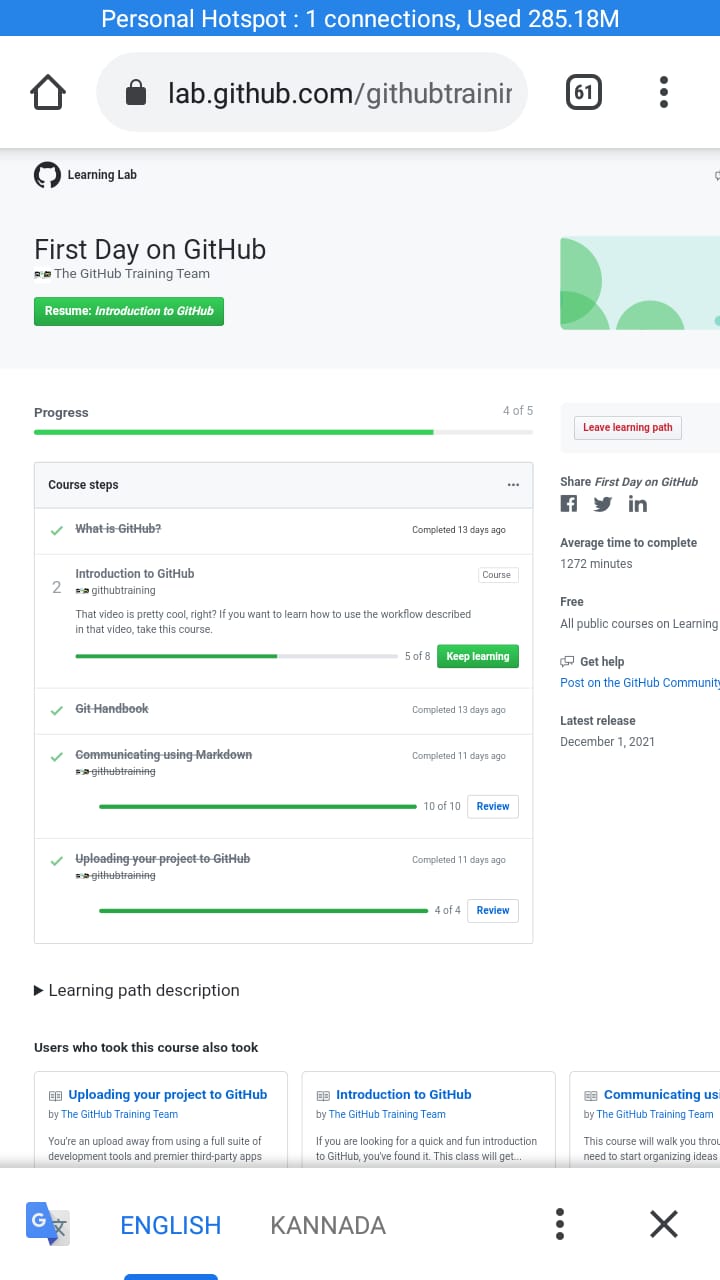 Personal Hotspot : 1 connections, Used 285.18M
lab.github.com/githubtrainin
61
Learning Lab
First Day on GitHub
The GitHub Training Team
Resume: Introduction to GitHub
Progress
4 of 5
Course steps
...
What is GitHub?
Completed 13 days ago
2
Introduction to GitHub
Course
githubtraining
That video is pretty cool, right? If you want to learn how to use the workflow described
in that video, take this course.
5 of 8
Keep learning
Git Handbook
Completed 13 days ago
Communicating using Markdown
Completed 11 days ago
githubtraining
10 of 10
Review
Uploading your project to GitHub
Completed 11 days ago
githubtraining
4 of 4
Review
Leave learning path
Share First Day on GitHub
Average time to complete
1272 minutes
Free
All public courses on Learning
Get help
Post on the GitHub Community
Latest release
December 1, 2021
Learning path description
Users who took this course also took
Uploading your project to GitHub
by The GitHub Training Team
You're an upload away from using a full suite of
development tools and premier third-party apps
Introduction to GitHub
by The GitHub Training Team
If you are looking for a quick and fun introduction
to GitHub, you've found it. This class will get...
Communicating usi
by The GitHub Training Team
This course will walk you throu
need to start organizing ideas
G
ENGLISH
KANNADA